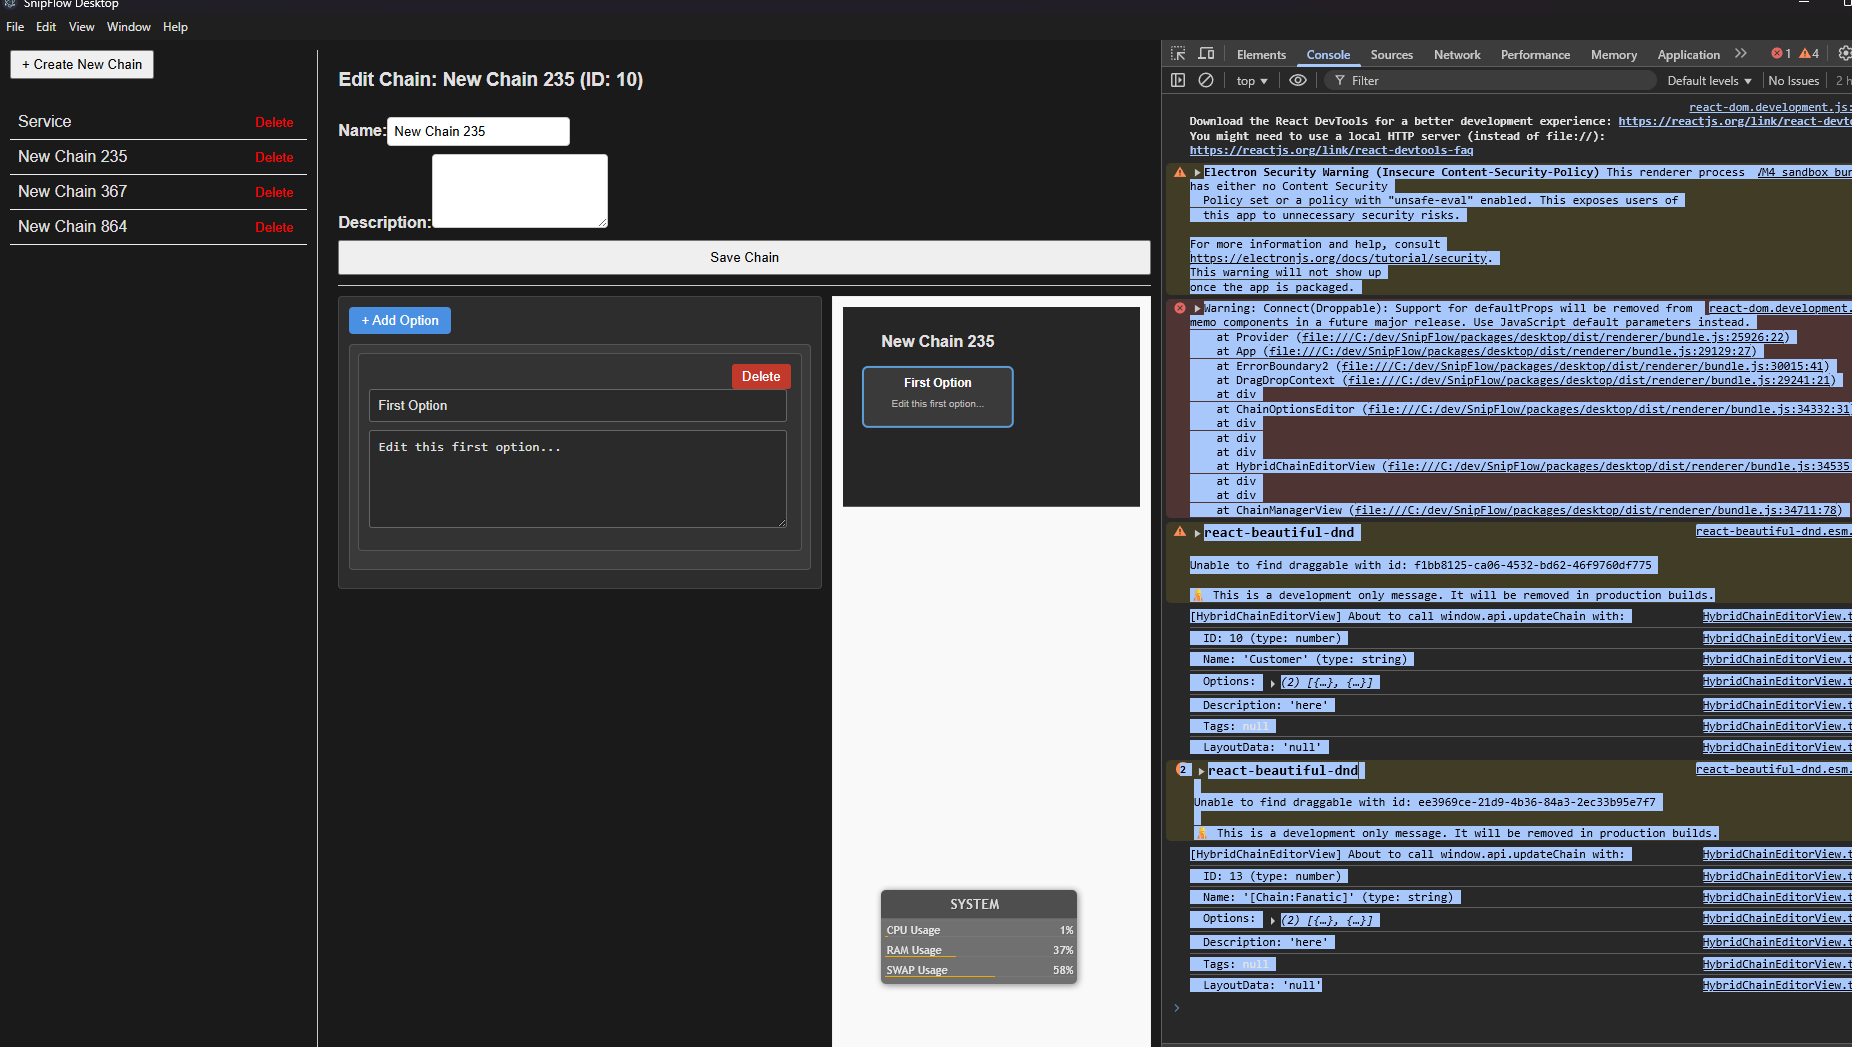 SnipFlow Desktop
File Edit View Window Help
+ Create New Chain
Service Delete
New Chain 235 Delete
New Chain 367 Delete
New Chain 864 Delete
Edit Chain: New Chain 235 (ID: 10)
Name: New Chain 235
Description:
Save Chain
+ Add Option
Delete
First Option
Edit this first option...
New Chain 235
First Option
Edit this first option...
SYSTEM
CPU Usage 1%
RAM Usage 37%
SWAP Usage 58%
Elements Console Sources Network Performance Memory Application 1 4
top Filter Default levels No Issues 2 h
react-dom.development.js:
Download the React DevTools for a better development experience: https://reactjs.org/link/react-devto
You might need to use a local HTTP server (instead of file://):
https://reactjs.org/link/react-devtools-faq
Electron Security Warning (Insecure Content-Security-Policy) This renderer process /M4 sandbox bun
has either no Content Security
Policy set or a policy with "unsafe-eval" enabled. This exposes users of
this app to unnecessary security risks.
For more information and help, consult
https://electronjs.org/docs/tutorial/security.
This warning will not show up
once the app is packaged.
Warning: Connect(Droppable): Support for defaultProps will be removed from react-dom.development.
memo components in a future major release. Use JavaScript default parameters instead.
at Provider (file:///C:/dev/SnipFlow/packages/desktop/dist/renderer/bundle.js:25926:22)
at App (file:///C:/dev/SnipFlow/packages/desktop/dist/renderer/bundle.js:29129:27)
at ErrorBoundary2 (file:///C:/dev/SnipFlow/packages/desktop/dist/renderer/bundle.js:30015:41)
at DragDropContext (file:///C:/dev/SnipFlow/packages/desktop/dist/renderer/bundle.js:29241:21)
at div
at ChainOptionsEditor (file:///C:/dev/SnipFlow/packages/desktop/dist/renderer/bundle.js:34332:31)
at div
at div
at div
at HybridChainEditorView (file:///C:/dev/SnipFlow/packages/desktop/dist/renderer/bundle.js:34535
at div
at div
at ChainManagerView (file:///C:/dev/SnipFlow/packages/desktop/dist/renderer/bundle.js:34711:78)
react-beautiful-dnd react-beautiful-dnd.esm.
Unable to find draggable with id: f1bb8125-ca06-4532-bd62-46f9760df775
This is a development only message. It will be removed in production builds.
[HybridChainEditorView] About to call window.api.updateChain with: HybridChainEditorView.t
ID: 10 (type: number) HybridChainEditorView.t
Name: 'Customer' (type: string) HybridChainEditorView.t
Options: (2) [{…}, {…}] HybridChainEditorView.t
Description: 'here' HybridChainEditorView.t
Tags: null HybridChainEditorView.t
LayoutData: 'null' HybridChainEditorView.t
2 react-beautiful-dnd react-beautiful-dnd.esm.
Unable to find draggable with id: ee3969ce-21d9-4b36-84a3-2ec33b95e7f7
This is a development only message. It will be removed in production builds.
[HybridChainEditorView] About to call window.api.updateChain with: HybridChainEditorView.t
ID: 13 (type: number) HybridChainEditorView.t
Name: '[Chain:Fanatic]' (type: string) HybridChainEditorView.t
Options: (2) [{…}, {…}] HybridChainEditorView.t
Description: 'here' HybridChainEditorView.t
Tags: null HybridChainEditorView.t
LayoutData: 'null' HybridChainEditorView.t